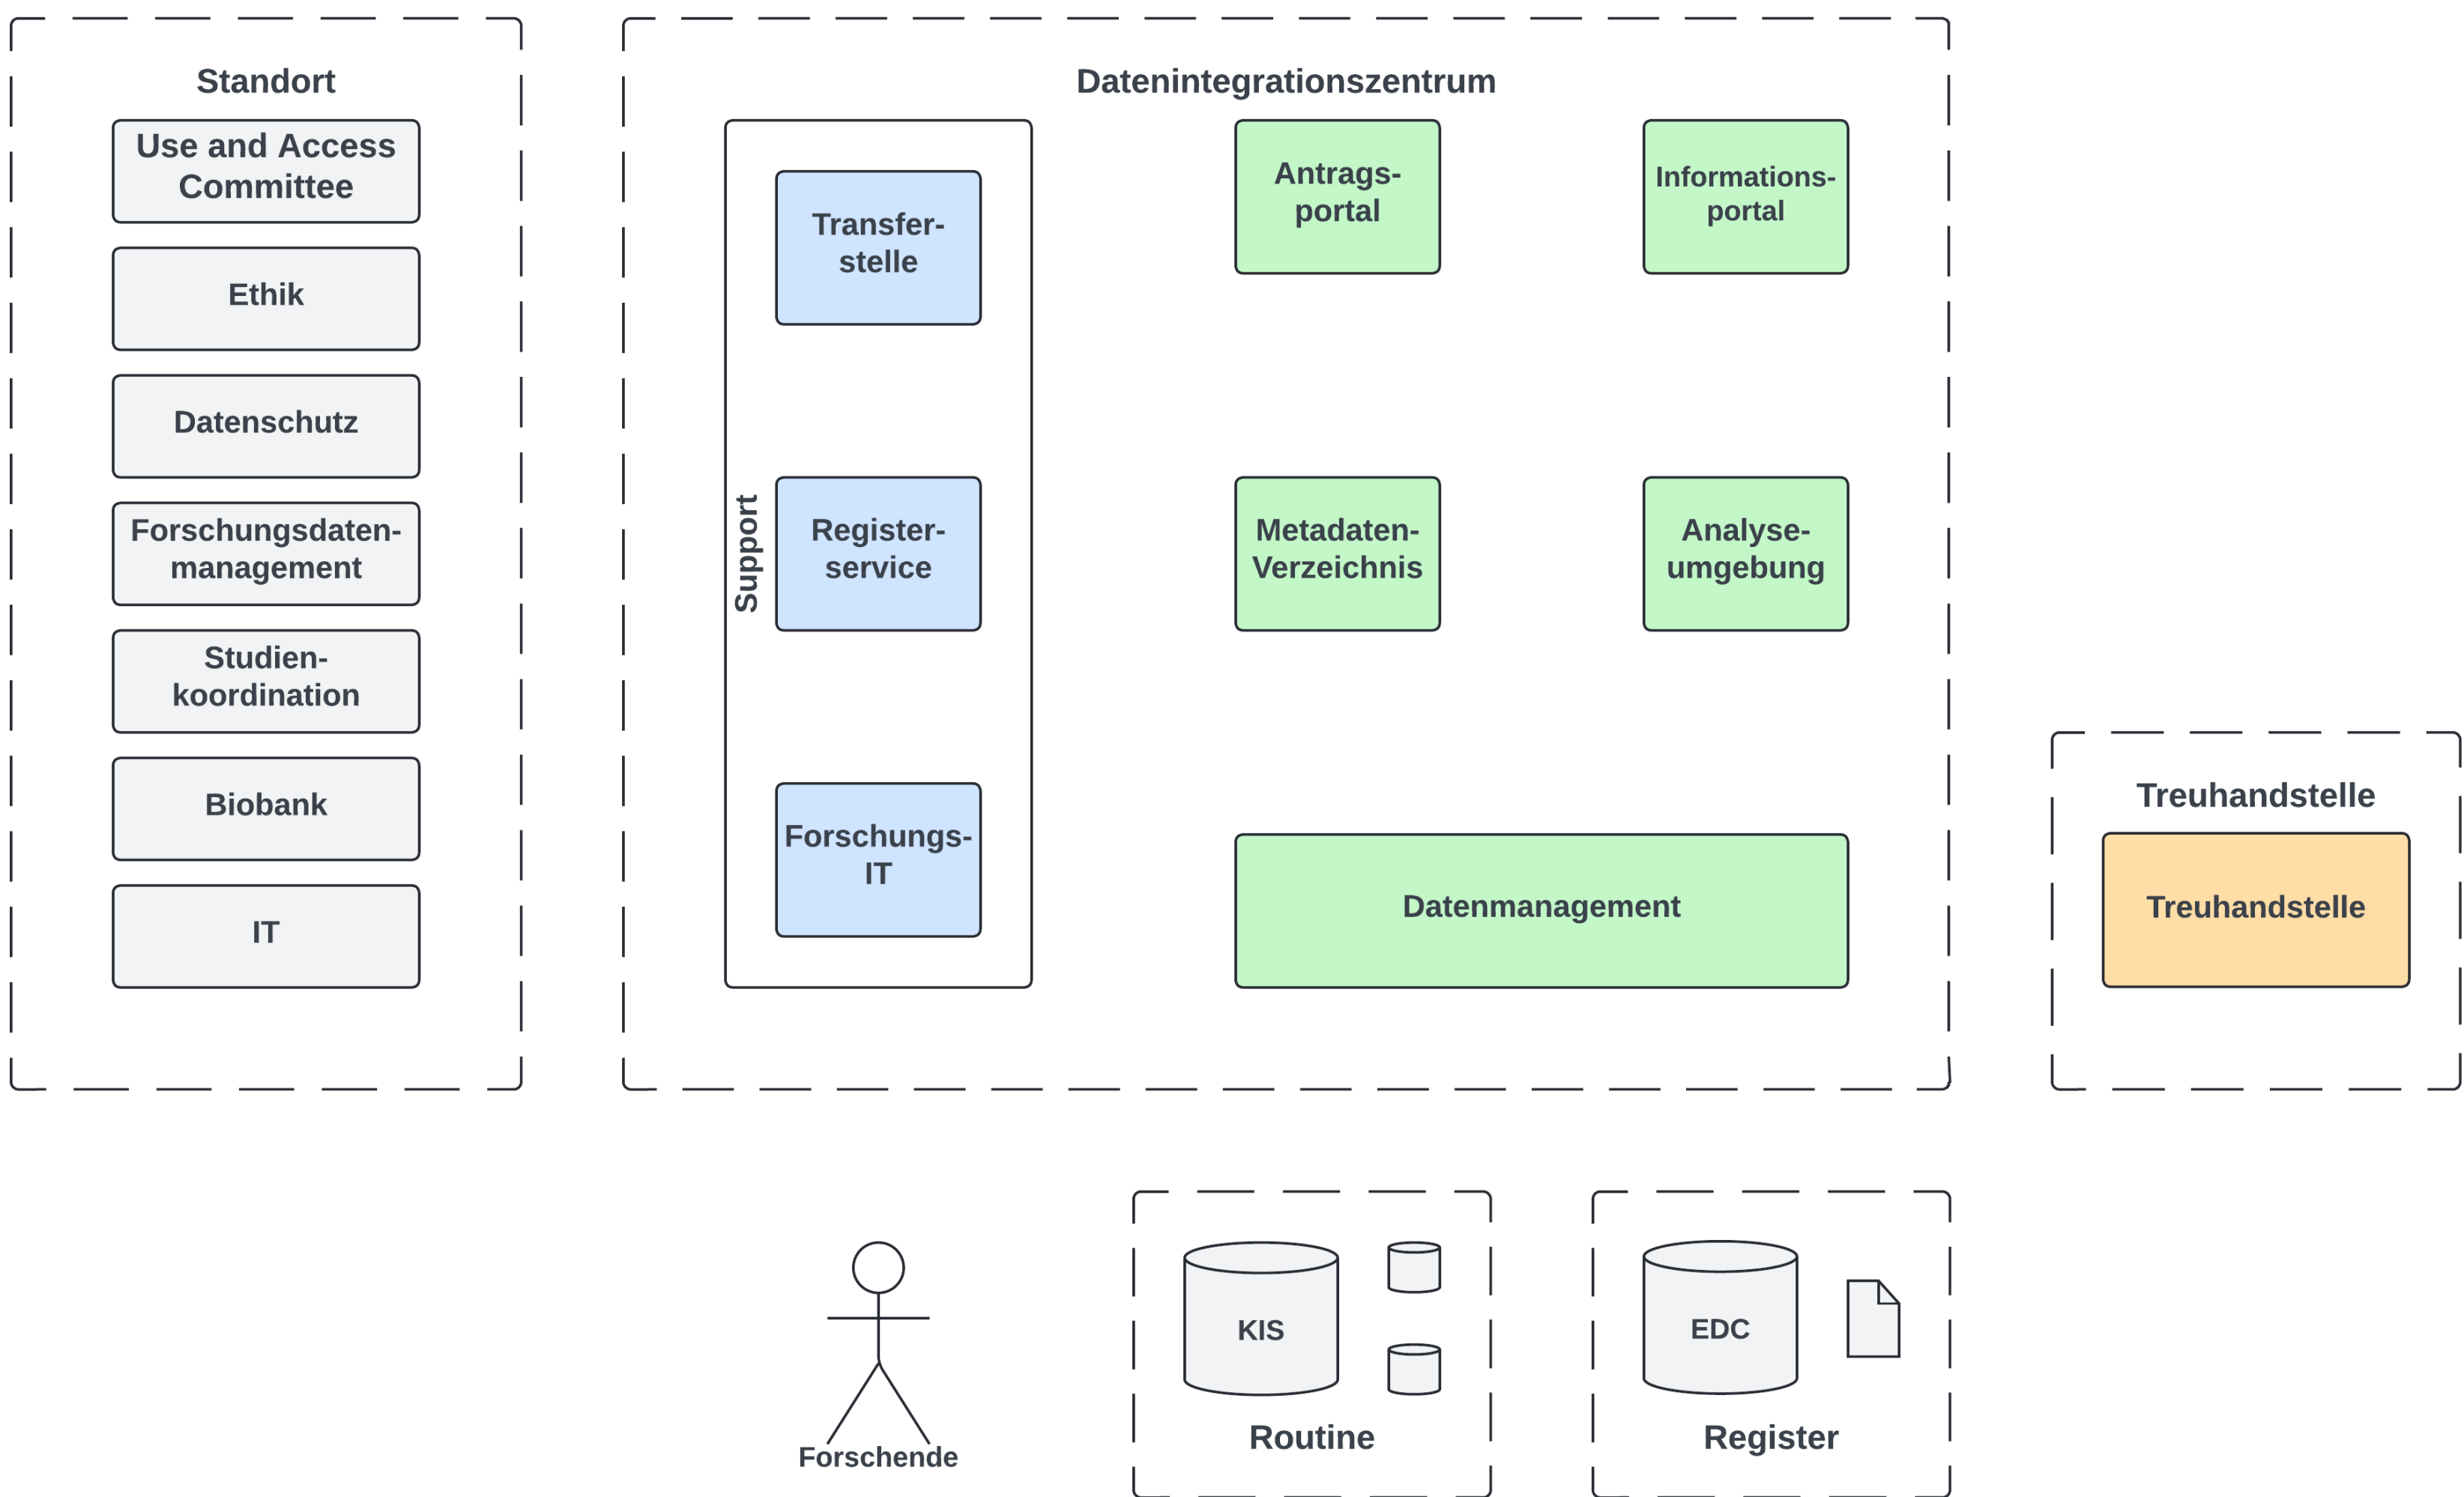 Standort
Use and Access
Committee
Ethik
Datenschutz
Forschungsdaten-
management
Studien-
koordination
Biobank
IT
Datenintegrationszentrum
Support
Transfer-
stelle
Register-
service
Forschungs-
IT
Antrags-
portal
Informations-
portal
Metadaten-
Verzeichnis
Analyse-
umgebung
Datenmanagement
Treuhandstelle
Treuhandstelle
Forschende
KIS
Routine
EDC
Register